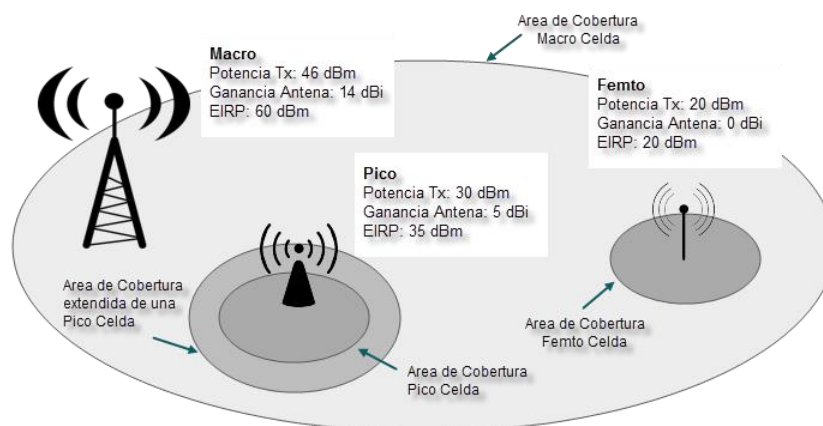 Area de Cobertura
Macro Celda
Macro
Potencia Tx: 46 dBm
Ganancia Antena: 14 dBi
EIRP: 60 dBm
Femto
Potencia Tx: 20 dBm
Ganancia Antena: 0 dBi
EIRP: 20 dBm
Pico
Potencia Tx: 30 dBm
Ganancia Antena: 5 dBi
EIRP: 35 dBm
Area de Cobertura
extendida de una
Pico Celda
Area de Cobertura
Femto Celda
Area de Cobertura
Pico Celda